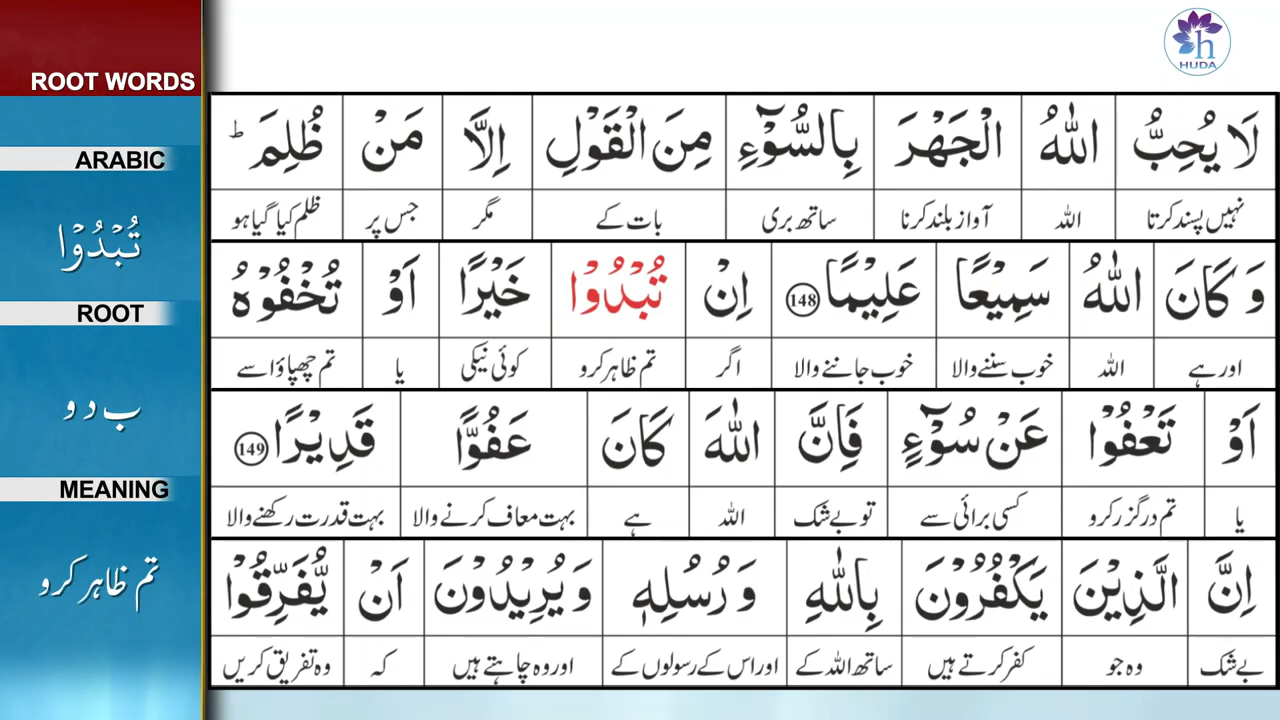 HUDA
ROOT WORDS
ARABIC
تُبْدُوْا
ROOT
ب د و
MEANING
تم ظاہر کرو
لَا يُحِبُّ اللّٰهُ الْجَهْرَ بِالسُّوْٓءِ مِنَ الْقَوْلِ اِلَّا مَنْ ظُلِمَ ؕ
نہیں پسند کرتا اللہ آواز بلند کرنا ساتھ بری بات کے مگر جس پر ظلم کیا گیا ہو
وَ كَانَ اللّٰهُ سَمِيْعًا عَلِيْمًا 148 اِنْ تُبْدُوْا خَيْرًا اَوْ تُخْفُوْهُ
اور ہے اللہ خوب سننے والا خوب جاننے والا اگر تم ظاہر کرو کوئی نیکی یا تم چھپاؤ اسے
اَوْ تَعْفُوْا عَنْ سُوْٓءٍ فَاِنَّ اللّٰهَ كَانَ عَفُوًّا قَدِيْرًا 149
یا تم درگزر کرو کسی برائی سے تو بے شک اللہ ہے بہت معاف کرنے والا بہت قدرت رکھنے والا
اِنَّ الَّذِيْنَ يَكْفُرُوْنَ بِاللّٰهِ وَ رُسُلِهٖ وَ يُرِيْدُوْنَ اَنْ يُّفَرِّقُوْا
بے شک وہ جو کفر کرتے ہیں ساتھ اللہ کے اور اس کے رسولوں کے اور وہ چاہتے ہیں کہ وہ تفریق کریں